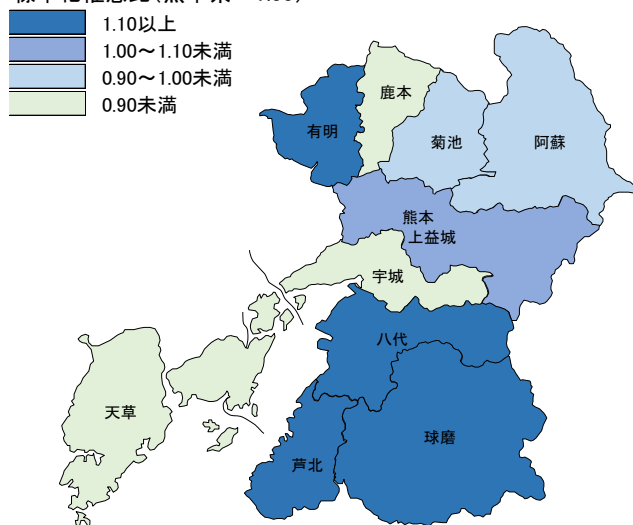 1.10以上
1.00～1.10未満
0.90～1.00未満
0.90未満
鹿本
有明
菊池
阿蘇
熊本
上益城
宇城
八代
天草
球磨
芦北